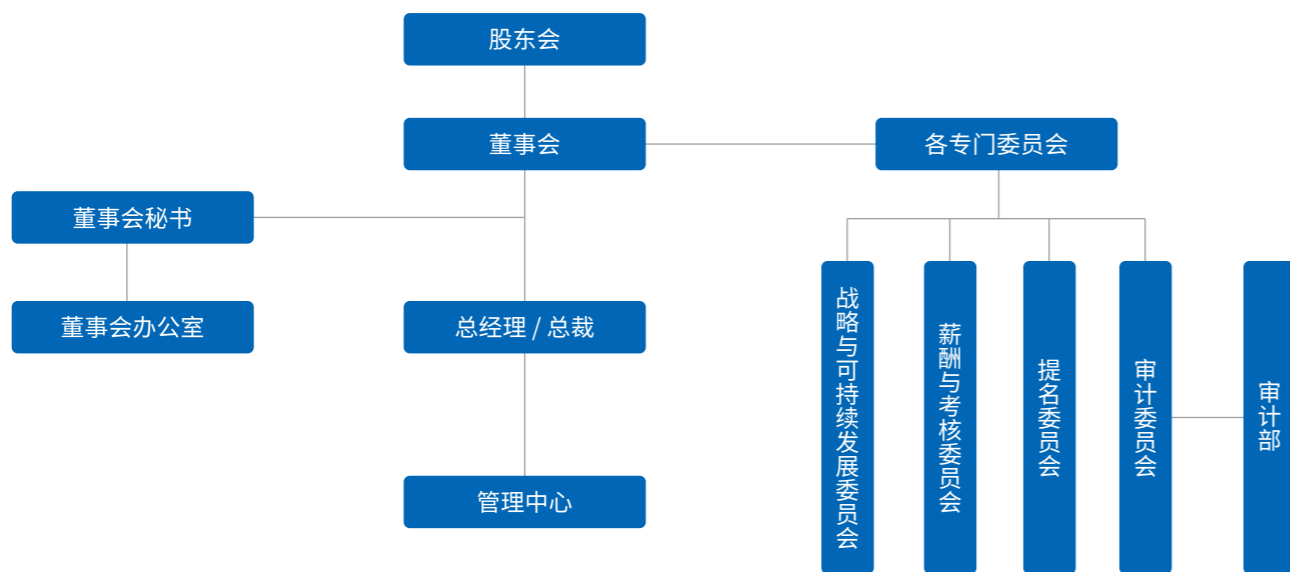 股东会
董事会
各专门委员会
董事会秘书
董事会办公室
总经理 / 总裁
管理中心
战略与可持续发展委员会
薪酬与考核委员会
提名委员会
审计委员会
审计部